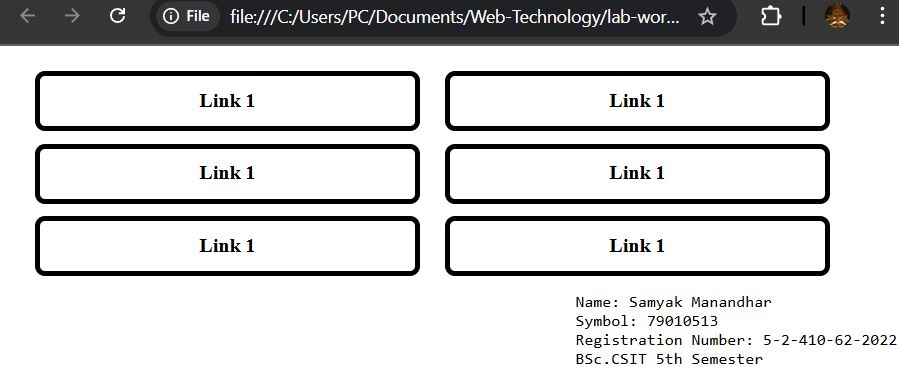 File file:///C:/Users/PC/Documents/Web-Technology/lab-wor...
Link 1 Link 1
Link 1 Link 1
Link 1 Link 1
Name: Samyak Manandhar
Symbol: 79010513
Registration Number: 5-2-410-62-2022
BSc.CSIT 5th Semester